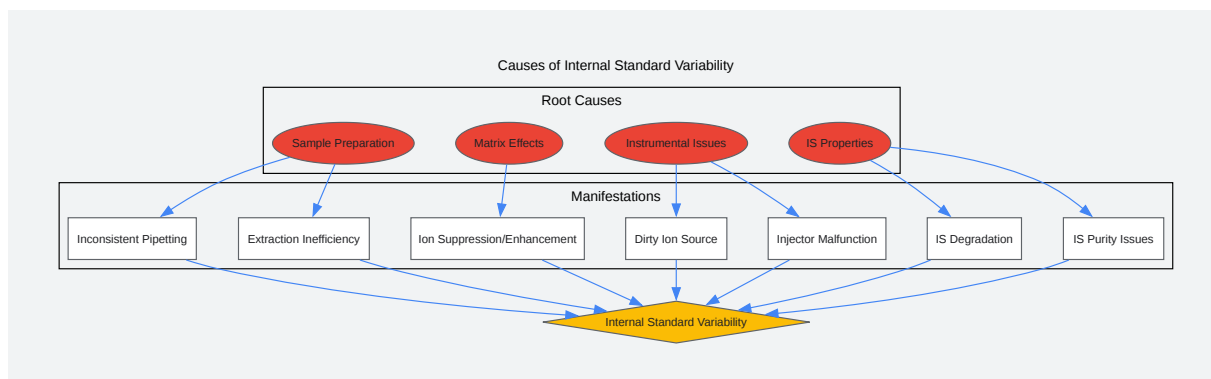 Causes of Internal Standard Variability
Root Causes
Sample Preparation
Matrix Effects
Instrumental Issues
IS Properties
Manifestations
Inconsistent Pipetting
Extraction Inefficiency
Ion Suppression/Enhancement
Dirty Ion Source
Injector Malfunction
IS Degradation
IS Purity Issues
Internal Standard Variability